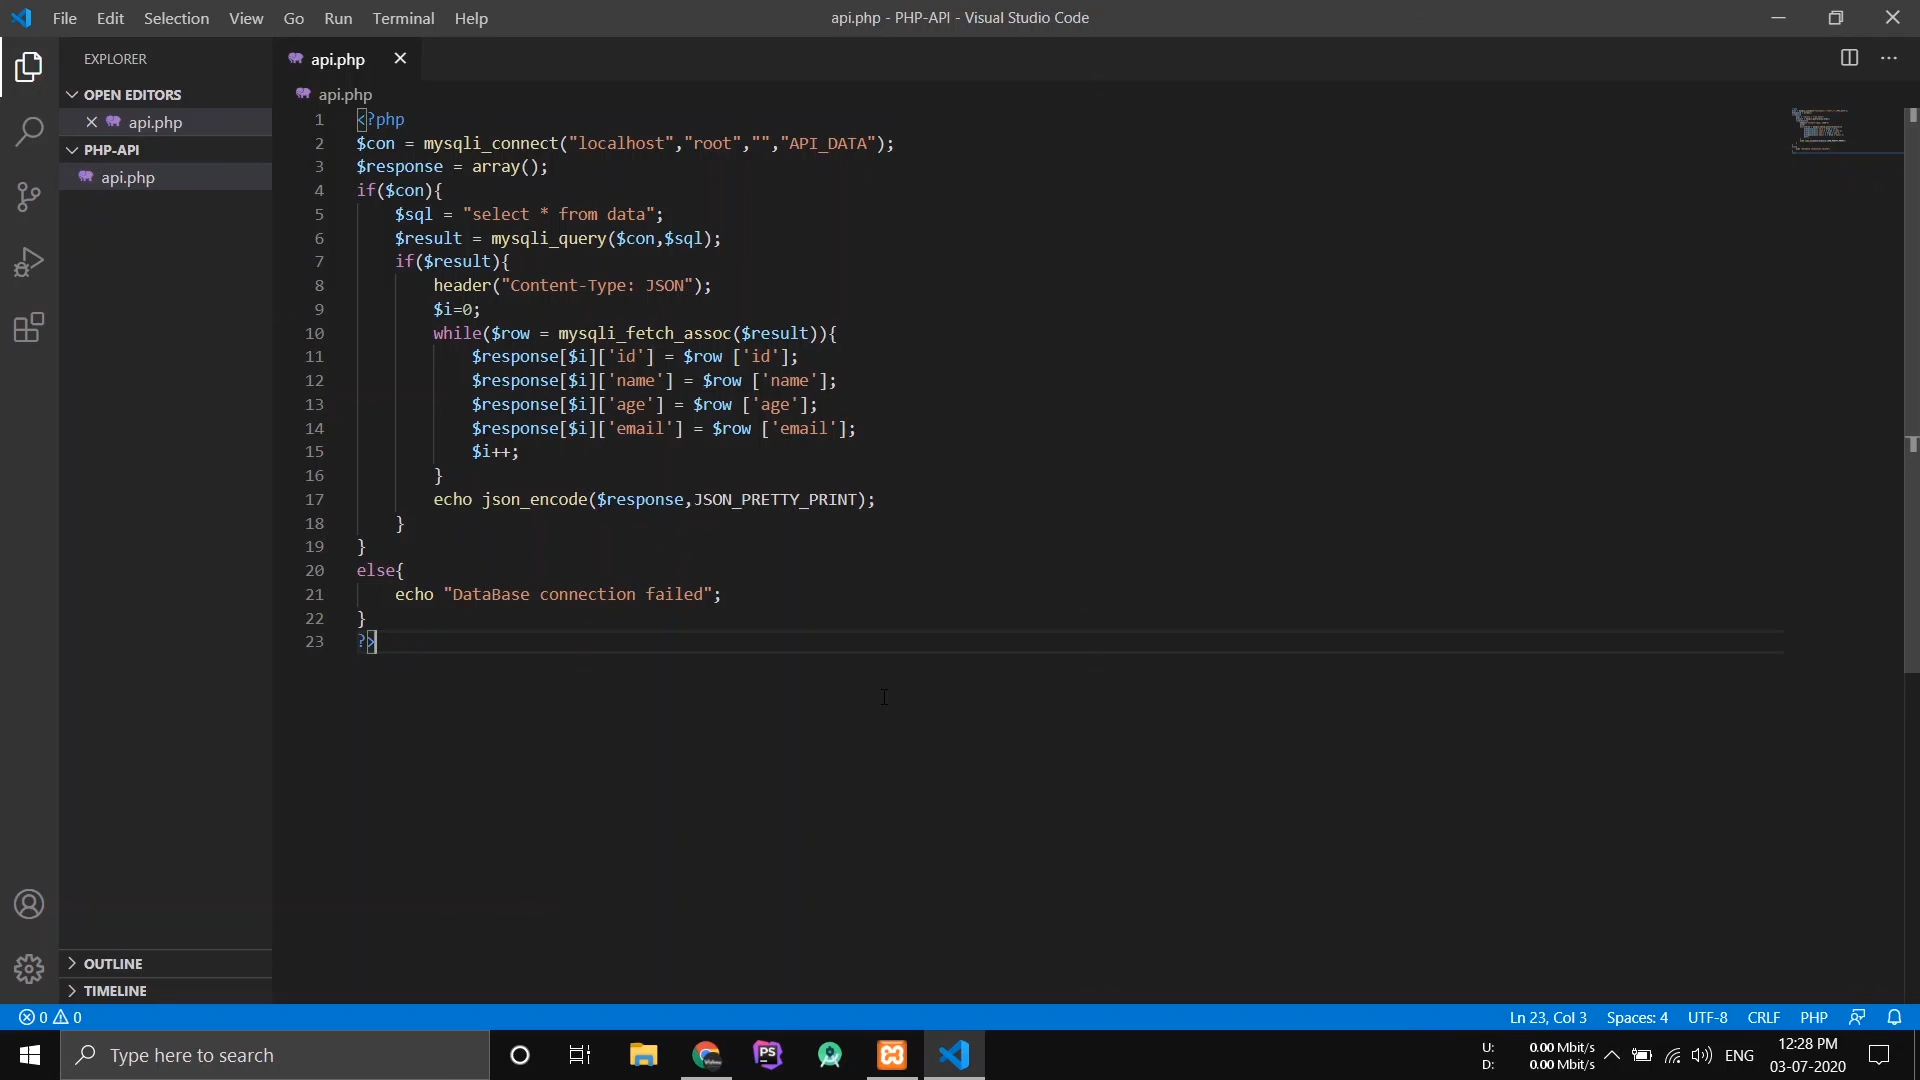 File Edit Selection View Go Run Terminal Help
api.php - PHP-API - Visual Studio Code
EXPLORER
OPEN EDITORS
api.php
PHP-API
api.php
OUTLINE
TIMELINE
api.php
api.php
1 <?php
2 $con = mysqli_connect("localhost","root","","API_DATA");
3 $response = array();
4 if($con){
5 $sql = "select * from data";
6 $result = mysqli_query($con,$sql);
7 if($result){
8 header("Content-Type: JSON");
9 $i=0;
10 while($row = mysqli_fetch_assoc($result)){
11 $response[$i]['id'] = $row ['id'];
12 $response[$i]['name'] = $row ['name'];
13 $response[$i]['age'] = $row ['age'];
14 $response[$i]['email'] = $row ['email'];
15 $i++;
16 }
17 echo json_encode($response,JSON_PRETTY_PRINT);
18 }
19 }
20 else{
21 echo "DataBase connection failed";
22 }
23 ?>
0 0
Ln 23, Col 3 Spaces: 4 UTF-8 CRLF PHP
Type here to search
PS
U: 0.00 Mbit/s
D: 0.00 Mbit/s
ENG
12:28 PM
03-07-2020